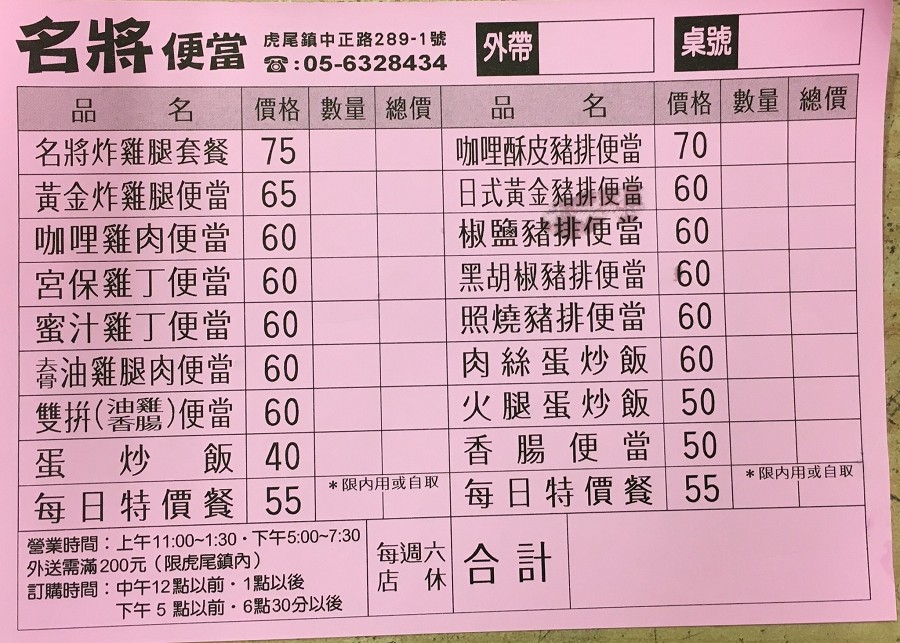 名將便當 虎尾鎮中正路289-1號 外帶 桌號
☎:05-6328434
品名 價格 數量 總價 品名 價格 數量 總價
名將炸雞腿套餐 75 咖哩酥皮豬排便當 70
黃金炸雞腿便當 65 日式黃金豬排便當 60
咖哩雞肉便當 60 椒鹽豬排便當 60
宮保雞丁便當 60 黑胡椒豬排便當 60
蜜汁雞丁便當 60 照燒豬排便當 60
去骨油雞腿肉便當 60 肉絲蛋炒飯 60
雙拼(油雞香腸)便當 60 火腿蛋炒飯 50
蛋炒飯 40 香腸便當 50
每日特價餐 55 *限內用或自取 每日特價餐 55 *限內用或自取
營業時間:上午11:00~1:30·下午5:00~7:30
外送需滿200元(限虎尾鎮內)
訂購時間:中午12點以前·1點以後
下午5點以前·6點30分以後
每週六
店休
合計